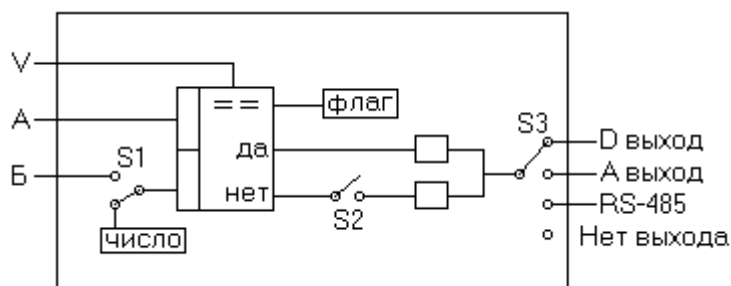 V
== флаг
А
S3
D выход
да
S1
А выход
Б
нет
RS-485
S2
число
Нет выхода